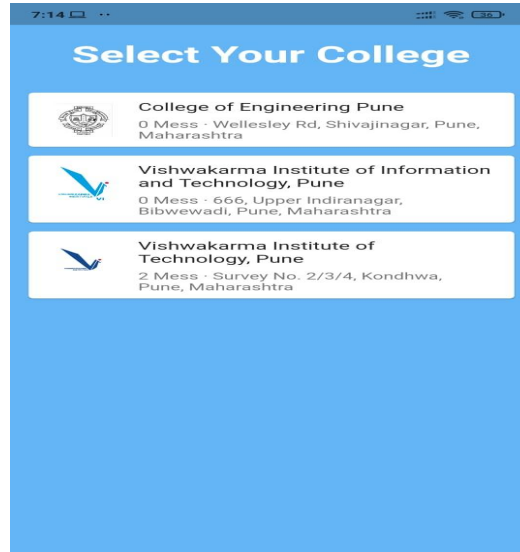 7:14
36
Select Your College
College of Engineering Pune
0 Mess · Wellesley Rd, Shivajinagar, Pune,
Maharashtra
Vishwakarma Institute of Information
and Technology, Pune
0 Mess · 666, Upper Indiranagar,
Bibwewadi, Pune, Maharashtra
VI
Vishwakarma Institute of
Technology, Pune
2 Mess · Survey No. 2/3/4, Kondhwa,
Pune, Maharashtra